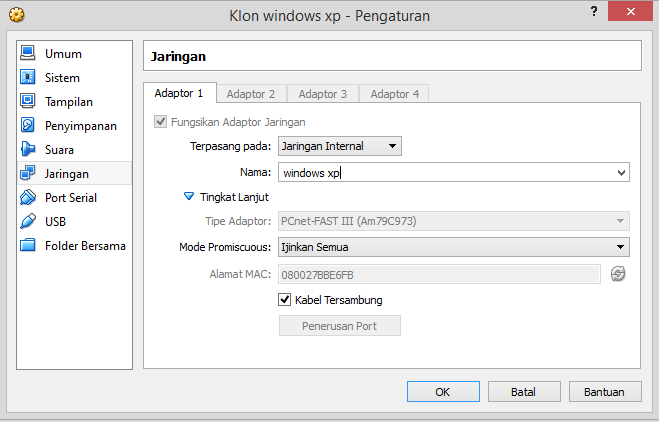 Klon windows xp - Pengaturan
?
Umum
Sistem
Tampilan
Penyimpanan
Suara
Jaringan
Port Serial
USB
Folder Bersama
Jaringan
Adaptor 1 Adaptor 2 Adaptor 3 Adaptor 4
Fungsikan Adaptor Jaringan
Terpasang pada: Jaringan Internal
Nama: windows xp
Tingkat Lanjut
Tipe Adaptor: PCnet-FAST III (Am79C973)
Mode Promiscuous: Ijinkan Semua
Alamat MAC: 080027BBE6FB
Kabel Tersambung
Penerusan Port
OK Batal Bantuan